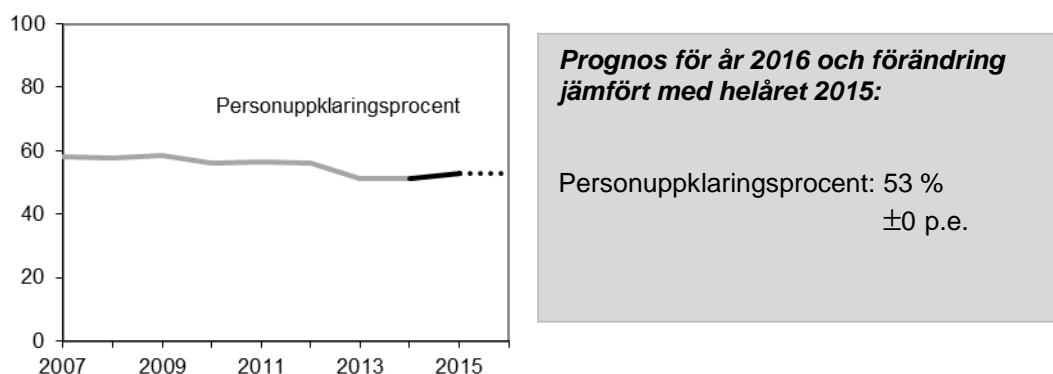 100
80
60
40
20
0
Personuppklaringsprocent
2007 2009 2011 2013 2015
Prognos för år 2016 och förändring
jämfört med helåret 2015:
Personuppklaringsprocent: 53 %
±0 p.e.